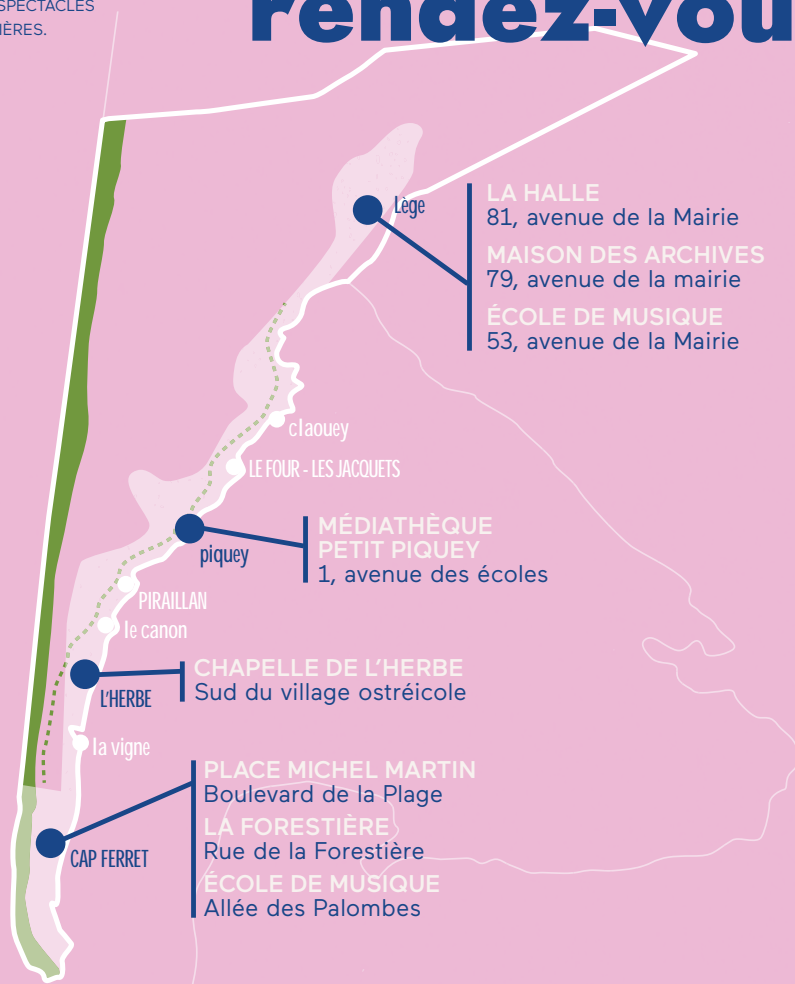 SPECTACLES
IÈRES.
rendez-vou
Lège
LA HALLE
81, avenue de la Mairie
MAISON DES ARCHIVES
79, avenue de la mairie
ÉCOLE DE MUSIQUE
53, avenue de la Mairie
claouey
LE FOUR - LES JACQUETS
piquey
MÉDIATHÈQUE
PETIT PIQUEY
1, avenue des écoles
PIRAILLAN
le canon
L'HERBE
CHAPELLE DE L'HERBE
Sud du village ostréicole
la vigne
CAP FERRET
PLACE MICHEL MARTIN
Boulevard de la Plage
LA FORESTIÈRE
Rue de la Forestière
ÉCOLE DE MUSIQUE
Allée des Palombes